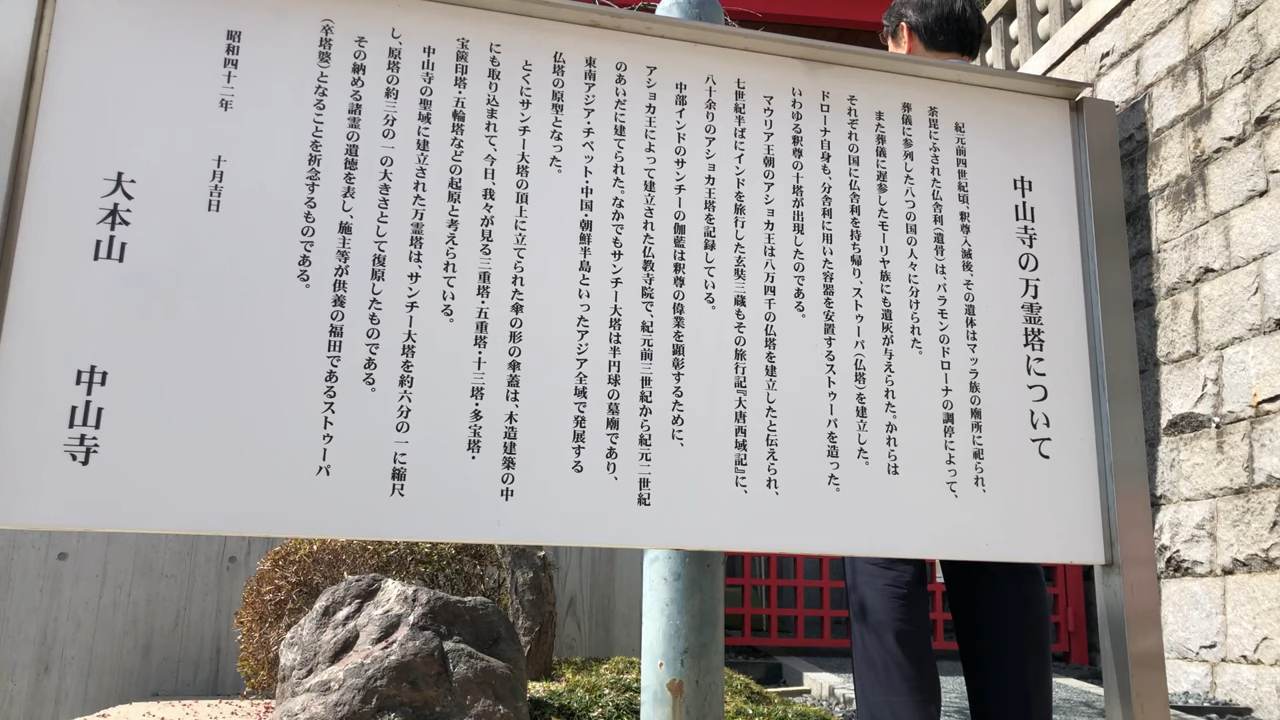 中山寺の万霊塔について
紀元前四世紀頃、釈尊入滅後、その遺体はマッラ族の廟所に祀られ、
荼毘にふされた仏舎利（遺骨）は、バラモンのドローナの調停によって、
葬儀に参列した八つの国の人々に分けられた。
また葬儀に遅参したモーリヤ族にも遺灰が与えられた。かれらは
それぞれの国に仏舎利を持ち帰り、ストゥーパ（仏塔）を建立した。
ドローナ自身も、分舎利に用いた容器を安置するストゥーパを造った。
いわゆる釈尊の十塔が出現したのである。
マウリア王朝のアショカ王は八万四千の仏塔を建立したと伝えられ、
七世紀半ばにインドを旅行した玄奘三蔵もその旅行記『大唐西域記』に、
八十余りのアショカ王塔を記録している。
中部インドのサンチーの伽藍は釈尊の偉業を顕彰するために、
アショカ王によって建立された仏教寺院で、紀元前三世紀から紀元二世紀
のあいだに建てられた。なかでもサンチー大塔は半円球の墓廟であり、
東南アジア・チベット・中国・朝鮮半島といったアジア全域で発展する
仏塔の原型となった。
とくにサンチー大塔の頂上に立てられた傘の形の傘蓋は、木造建築の中
にも取り込まれて、今日、我々が見る三重塔・五重塔・十三塔・多宝塔・
宝篋印塔・五輪塔などの起原と考えられている。
中山寺の聖域に建立された万霊塔は、サンチー大塔を約六分の一に縮尺
し、原塔の約三分の一の大きさとして復原したものである。
その納める諸霊の遺徳を表し、施主等が供養の福田であるストゥーパ
（卒塔婆）となることを祈念するものである。
昭和四十二年　十月吉日
大本山　中山寺